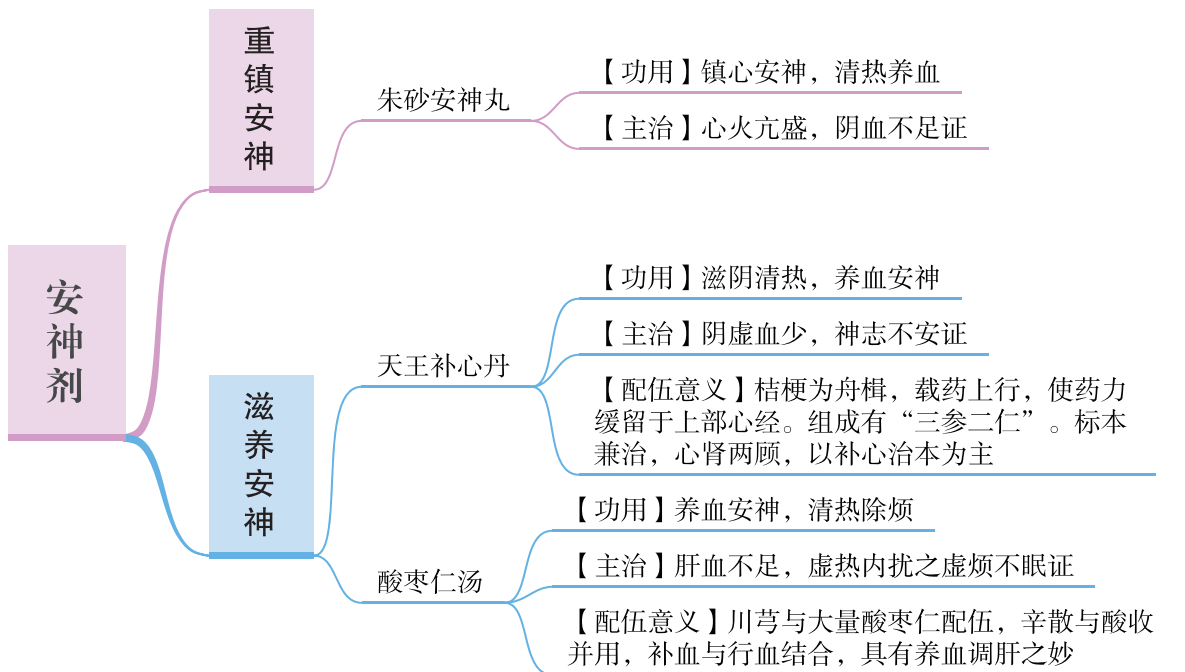 安神剂
重镇安神
朱砂安神丸
【功用】镇心安神，清热养血
【主治】心火亢盛，阴血不足证
滋养安神
天王补心丹
【功用】滋阴清热，养血安神
【主治】阴虚血少，神志不安证
【配伍意义】桔梗为舟楫，载药上行，使药力
缓留于上部心经。组成有“三参二仁”。标本
兼治，心肾两顾，以补心治本为主
酸枣仁汤
【功用】养血安神，清热除烦
【主治】肝血不足，虚热内扰之虚烦不眠证
【配伍意义】川芎与大量酸枣仁配伍，辛散与酸收
并用，补血与行血结合，具有养血调肝之妙